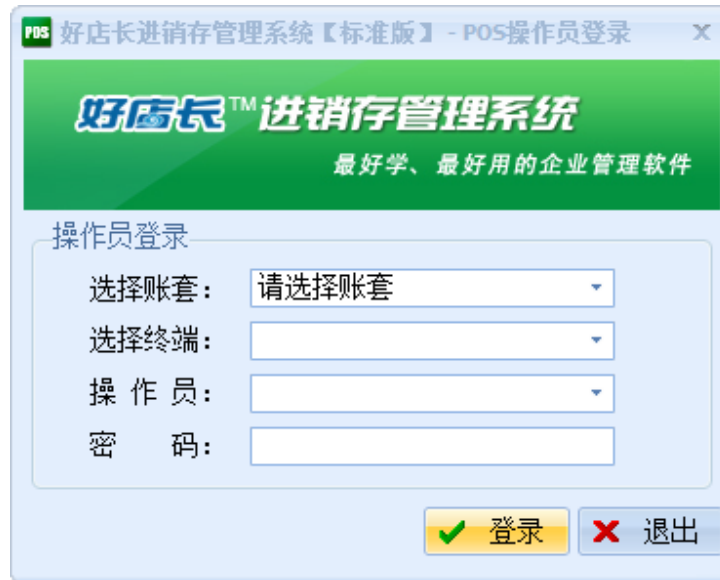 POS 好店长进销存管理系统【标准版】 - POS操作员登录 X
好店长™进销存管理系统
最好学、最好用的企业管理软件
操作员登录
选择账套： 请选择账套
选择终端：
操 作 员：
密 码：
登录 退出